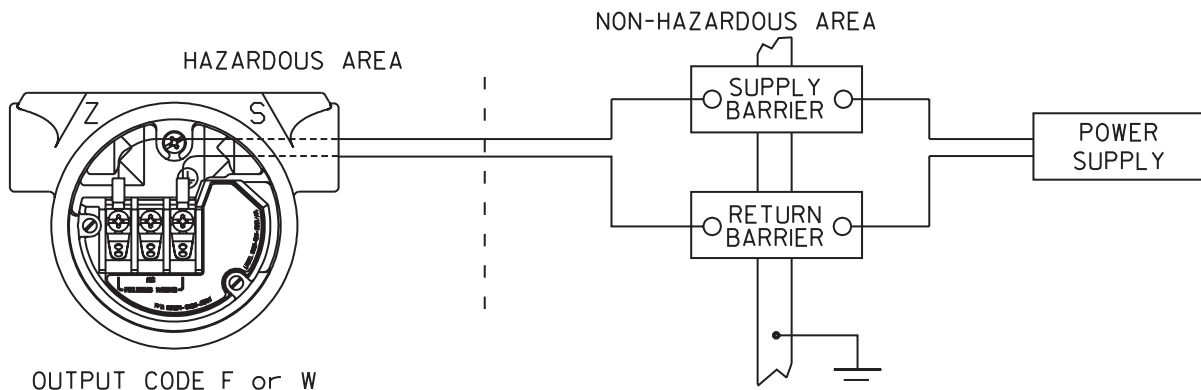 NON-HAZARDOUS AREA
HAZARDOUS AREA
SUPPLY
BARRIER
POWER
SUPPLY
Z
S
RETURN
BARRIER
OUTPUT CODE F or W